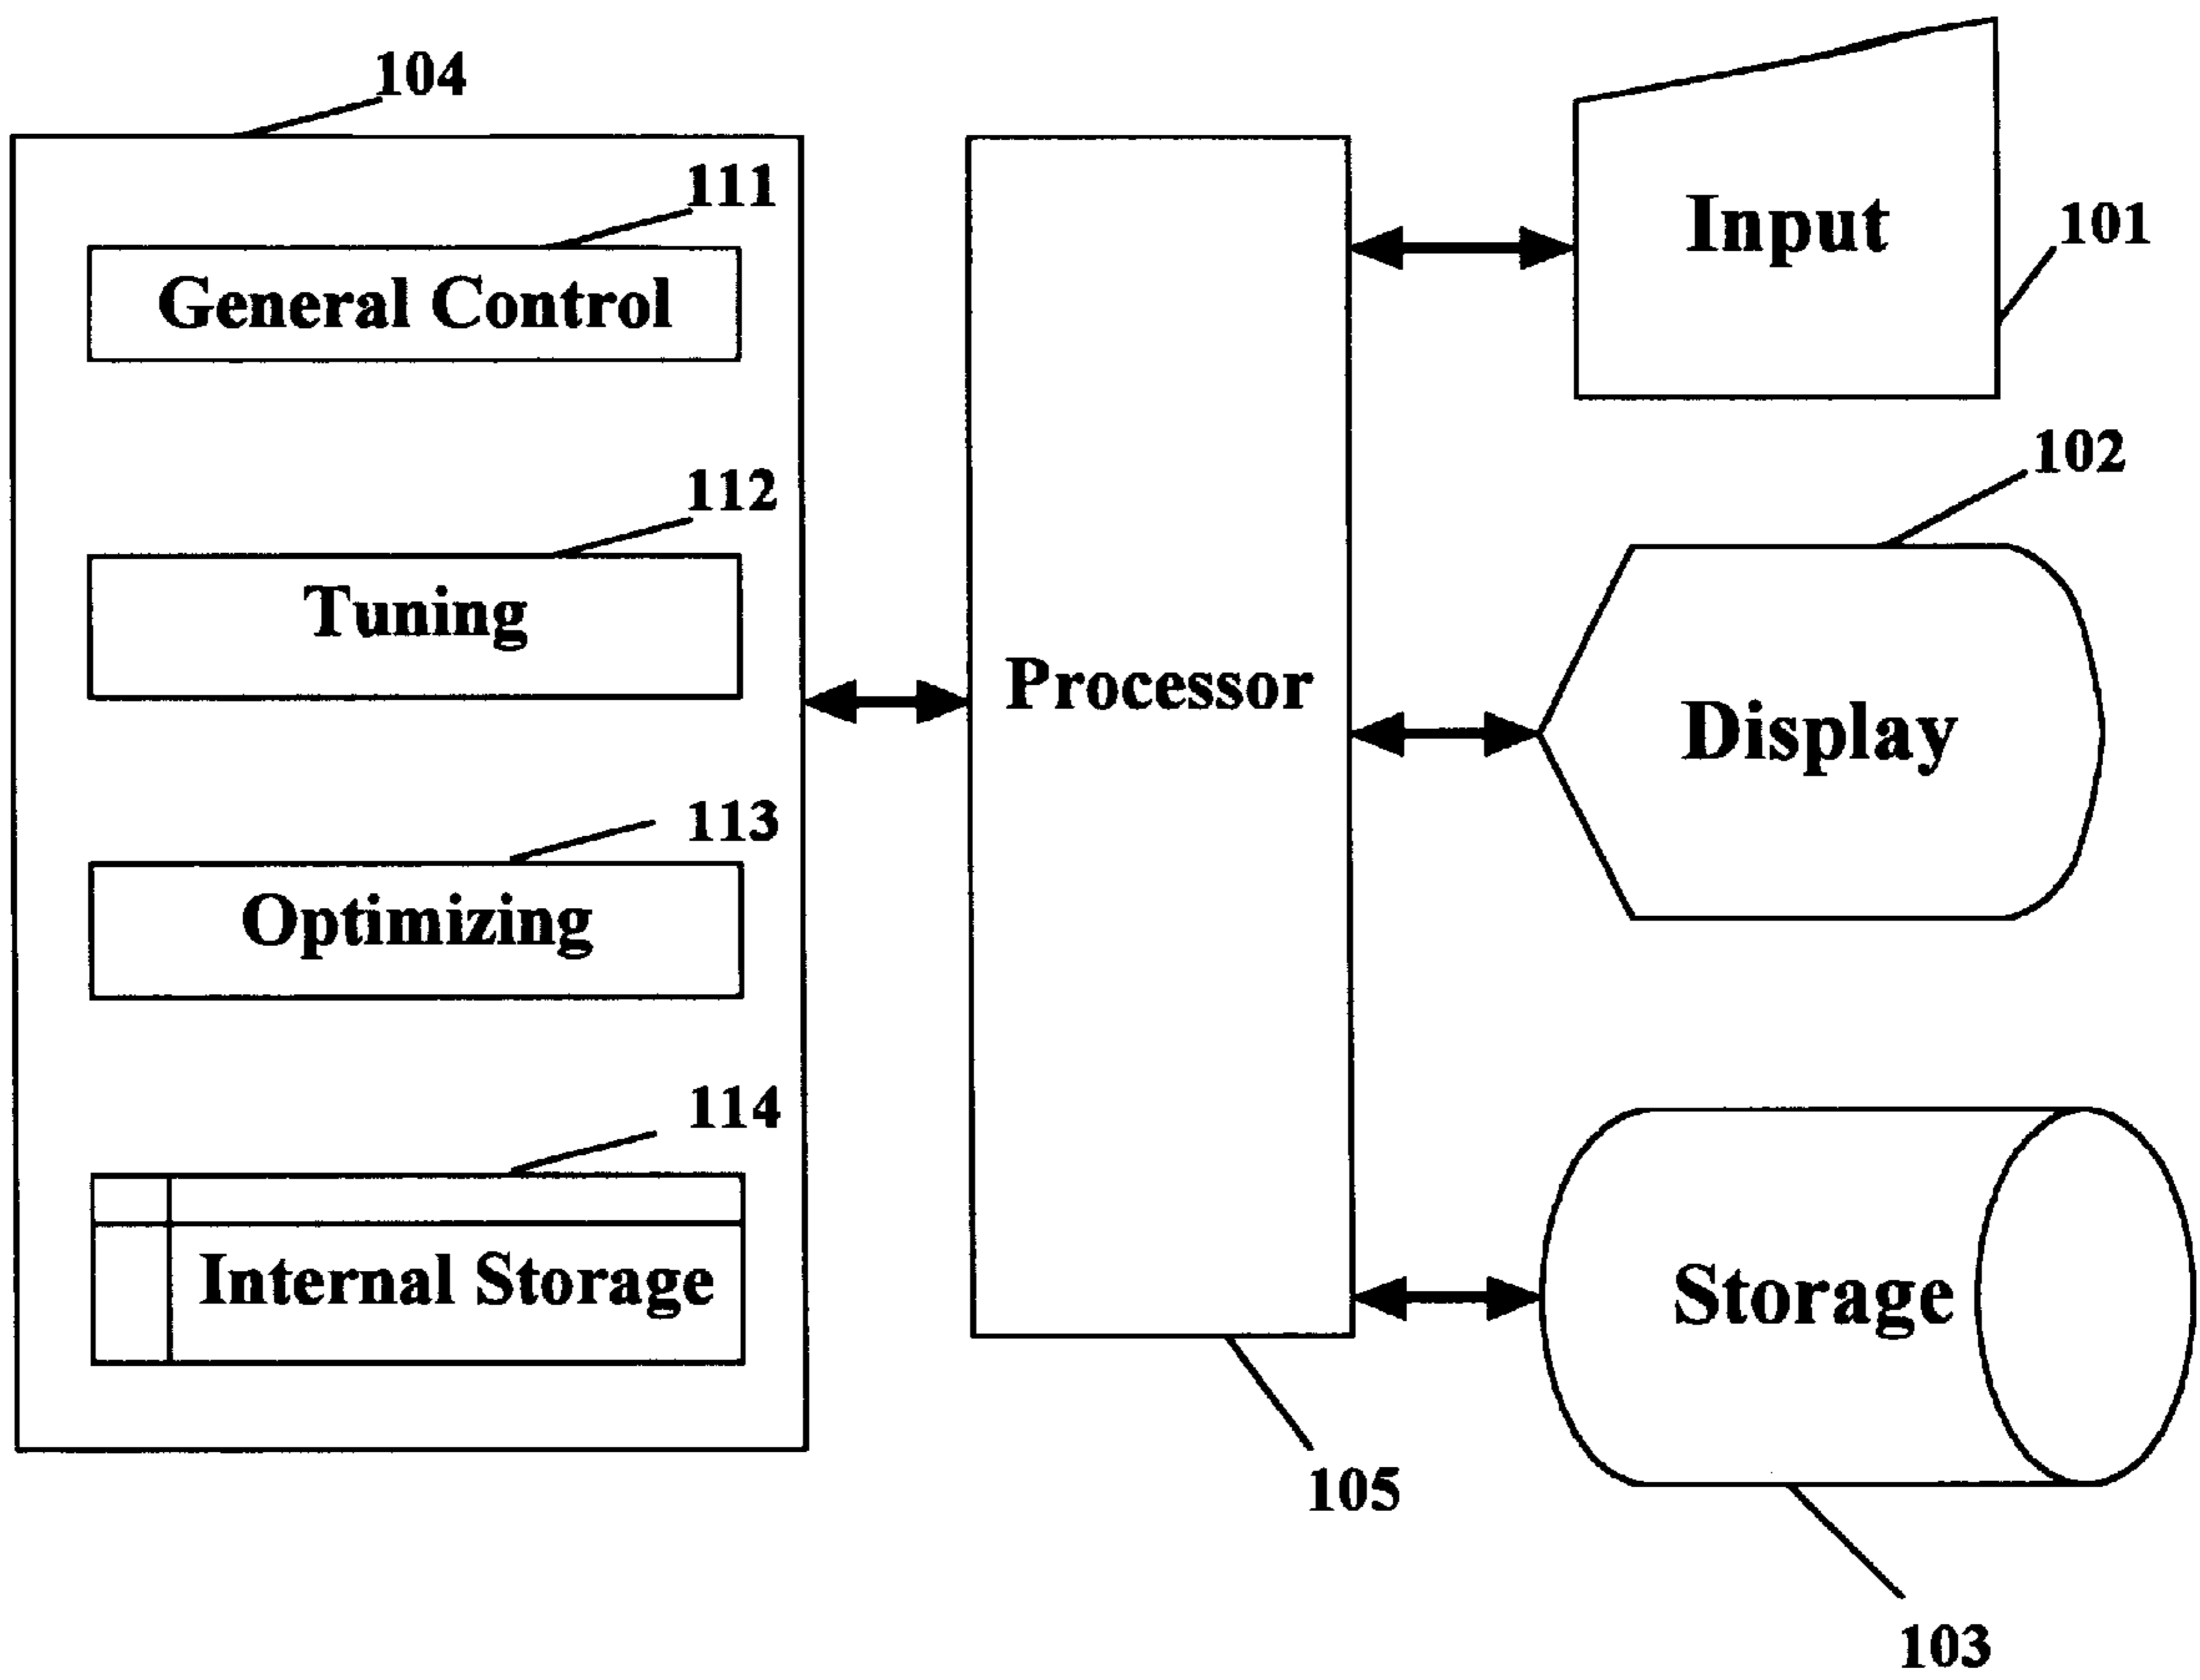 104
111
General Control
112
Tuning
113
Optimizing
114
Internal Storage
Processor
105
Input
101
102
Display
Storage
103